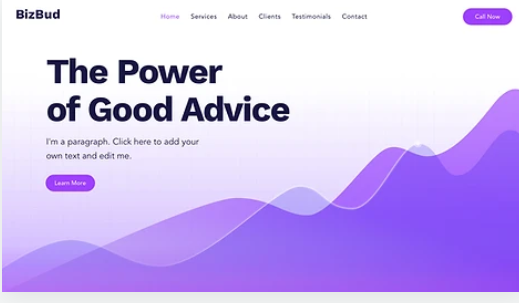 BizBud
Home Services About Clients Testimonials Contact
Call Now
The Power
of Good Advice
I'm a paragraph. Click here to add your
own text and edit me.
Learn More